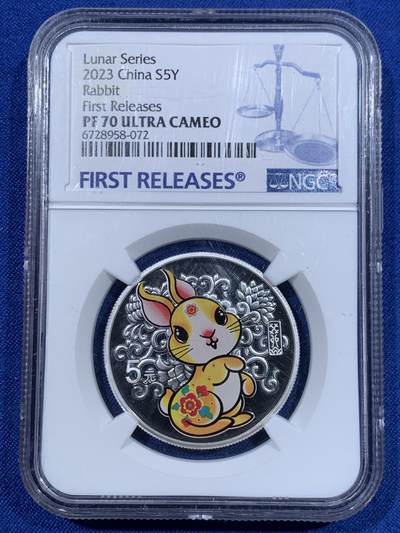 Lunar Series
2023 China S5Y
Rabbit
First Releases
PF 70 ULTRA CAMEO
6728958-072
FIRST RELEASES®
NGC
5元